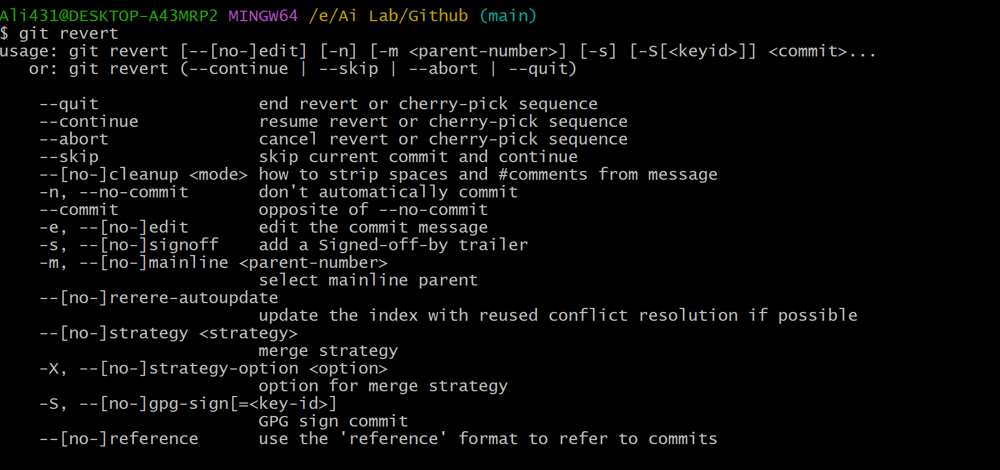 Ali431@DESKTOP-A43MRP2 MINGW64 /e/Ai Lab/Github (main)
$ git revert
usage: git revert [--[no-]edit] [-n] [-m <parent-number>] [-s] [-S[<keyid>]] <commit>...
   or: git revert (--continue | --skip | --abort | --quit)

    --quit                end revert or cherry-pick sequence
    --continue            resume revert or cherry-pick sequence
    --abort               cancel revert or cherry-pick sequence
    --skip                skip current commit and continue
    --[no-]cleanup <mode> how to strip spaces and #comments from message
    -n, --no-commit       don't automatically commit
    --commit              opposite of --no-commit
    -e, --[no-]edit       edit the commit message
    -s, --[no-]signoff    add a Signed-off-by trailer
    -m, --[no-]mainline <parent-number>
                          select mainline parent
    --[no-]rerere-autoupdate
                          update the index with reused conflict resolution if possible
    --[no-]strategy <strategy>
                          merge strategy
    -X, --[no-]strategy-option <option>
                          option for merge strategy
    -S, --[no-]gpg-sign[=<key-id>]
                          GPG sign commit
    --[no-]reference      use the 'reference' format to refer to commits